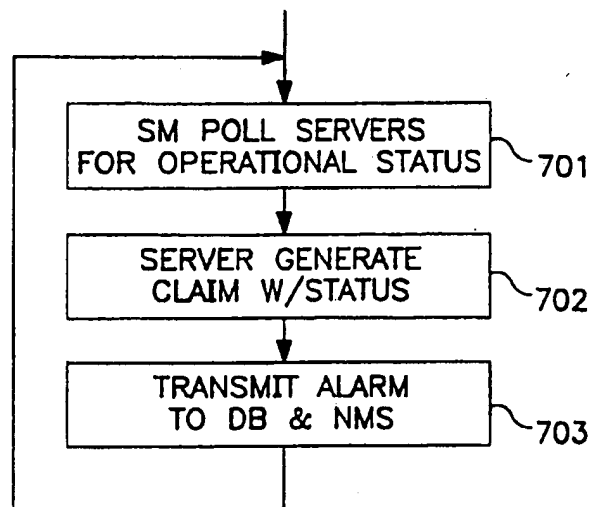 SM POLL SERVERS
FOR OPERATIONAL STATUS
701
SERVER GENERATE
CLAIM W/STATUS
702
TRANSMIT ALARM
TO DB & NMS
703